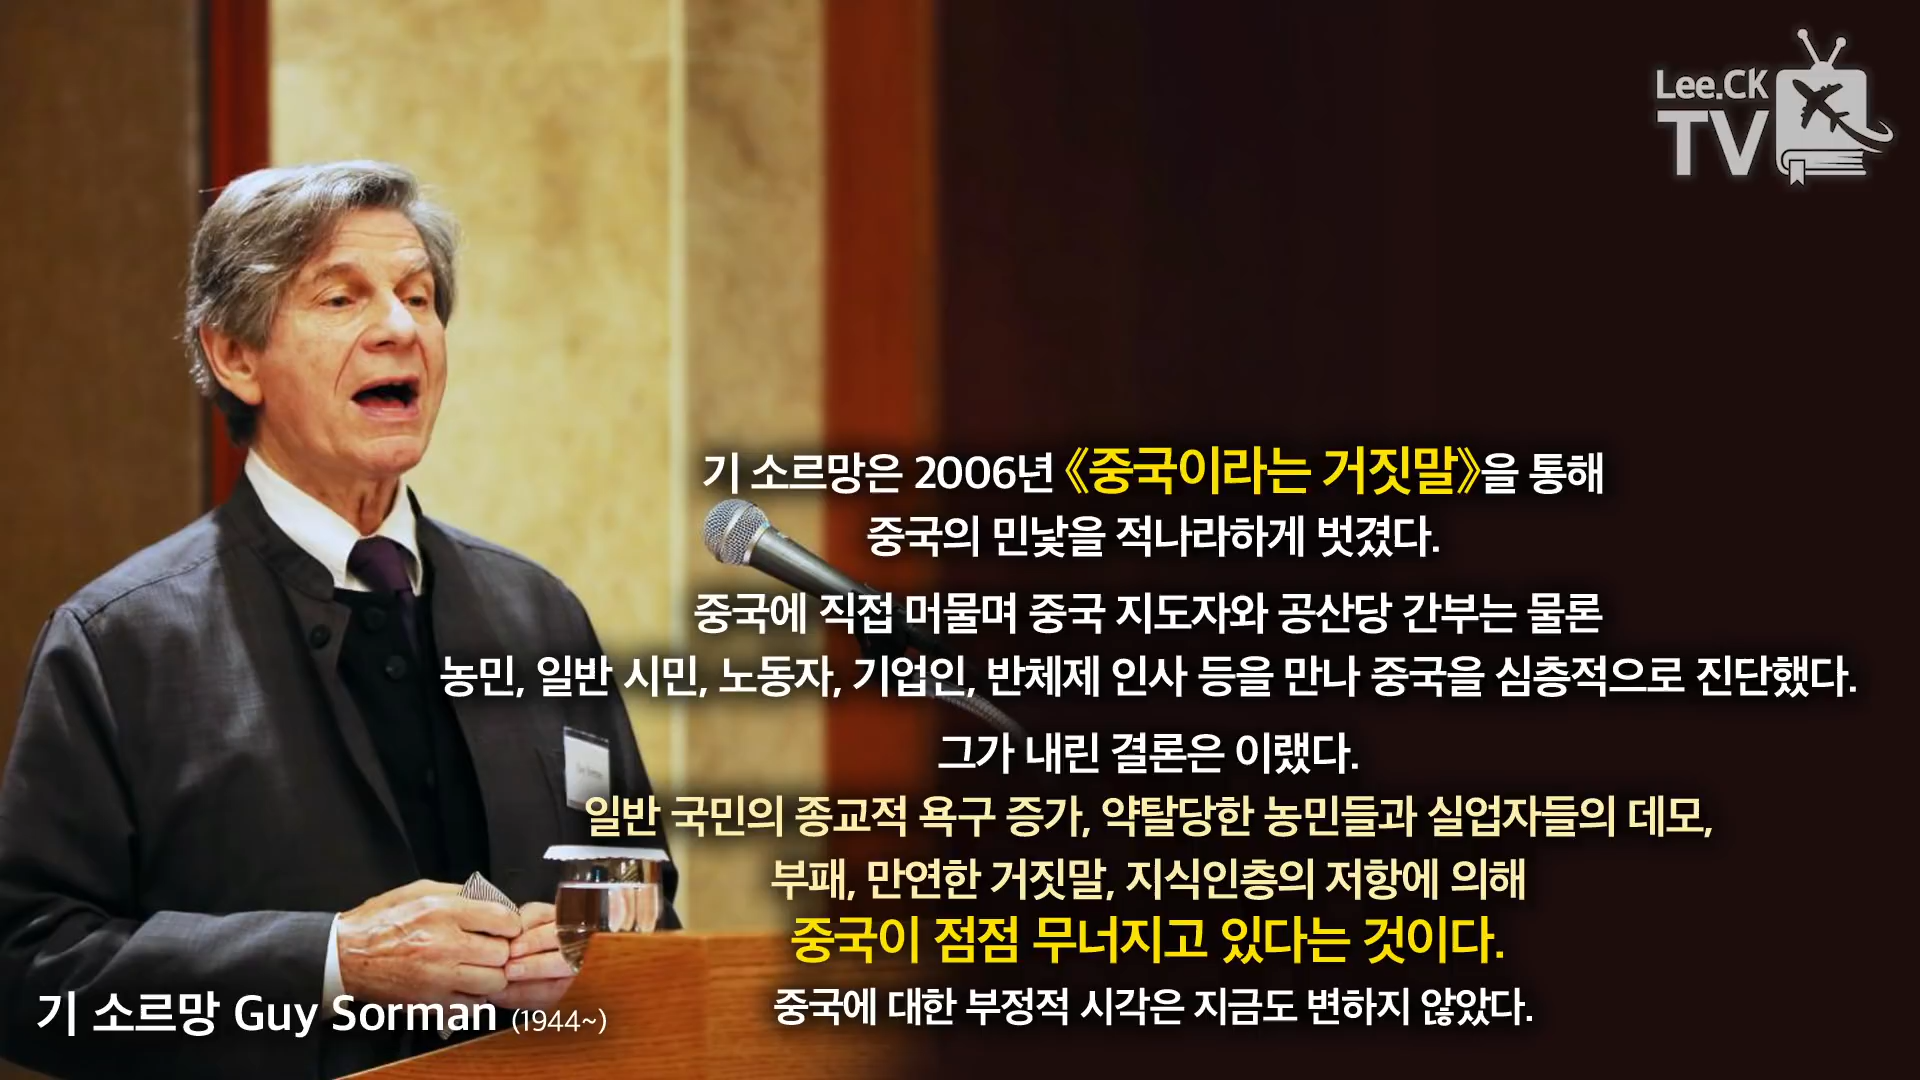 Lee.CK
TV
기 소르망은 2006년 《중국이라는 거짓말》을 통해
중국의 민낯을 적나라하게 벗겼다.
중국에 직접 머물며 중국 지도자와 공산당 간부는 물론
농민, 일반 시민, 노동자, 기업인, 반체제 인사 등을 만나 중국을 심층적으로 진단했다.
그가 내린 결론은 이랬다.
일반 국민의 종교적 욕구 증가, 약탈당한 농민들과 실업자들의 데모,
부패, 만연한 거짓말, 지식인층의 저항에 의해
중국이 점점 무너지고 있다는 것이다.
중국에 대한 부정적 시각은 지금도 변하지 않았다.
기 소르망 Guy Sorman (1944~)